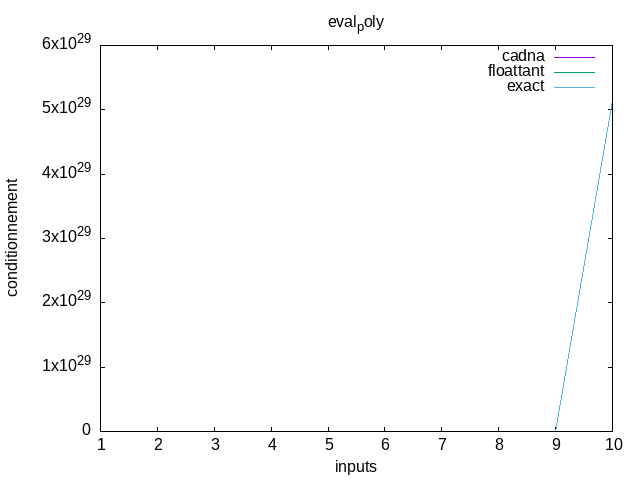 eval_poly
6x10^29
5x10^29
4x10^29
3x10^29
2x10^29
1x10^29
0
conditionnement
cadna
floattant
exact
1 2 3 4 5 6 7 8 9 10
inputs